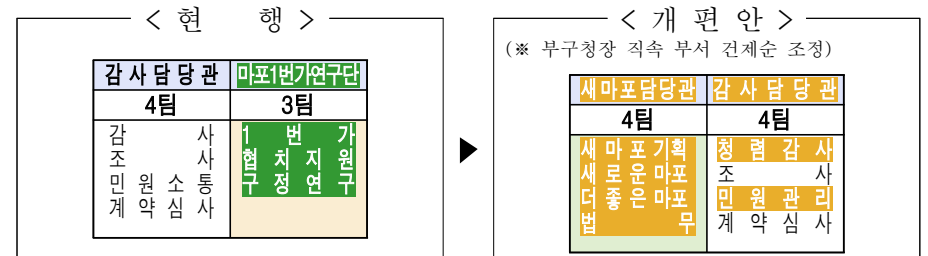 < 현 행 >
감사담당관 마포1번가연구단
4팀 3팀
감 사 1 번 가
조 사 협치지원
민원소통 구정연구
계약심사
▶
< 개 편 안 >
(※ 부구청장 직속 부서 건제순 조정)
새마포담당관 감사담당관
4팀 4팀
새마포기획 청렴감사
새로운마포 조 사
더좋은마포 민원관리
법 무 계약심사